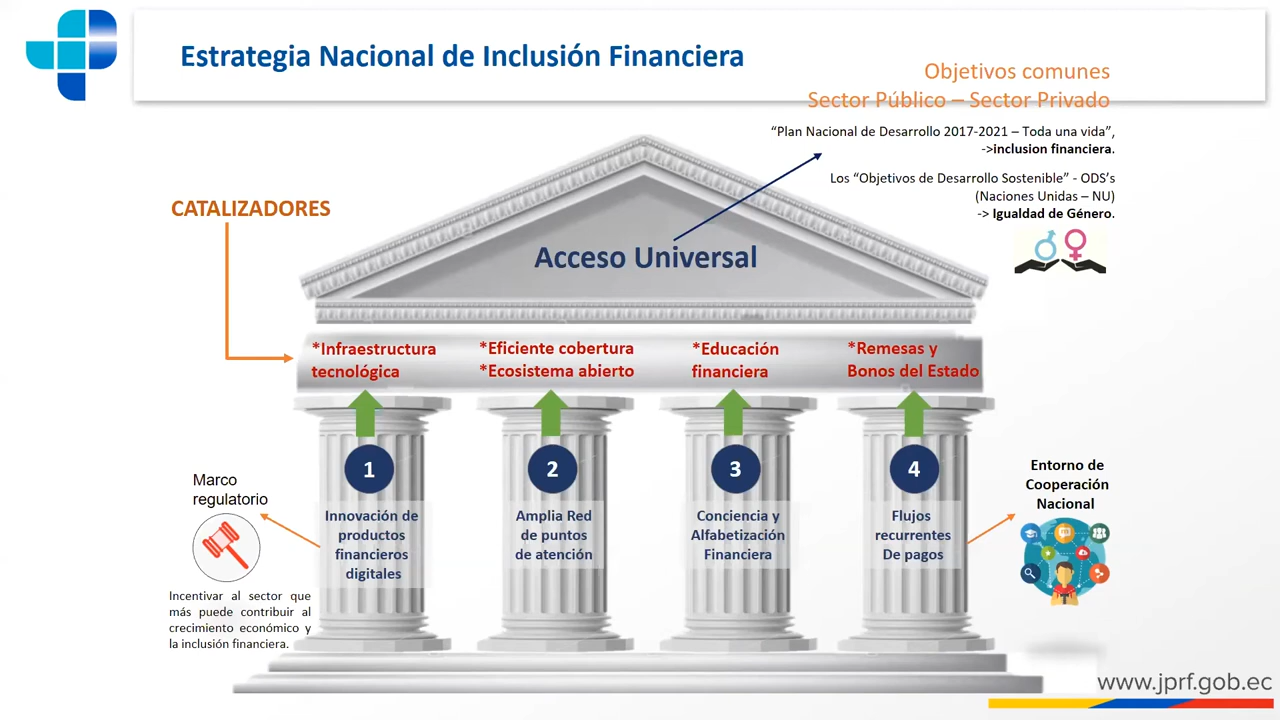 Estrategia Nacional de Inclusión Financiera
Objetivos comunes
Sector Público – Sector Privado
“Plan Nacional de Desarrollo 2017-2021 – Toda una vida”,
->inclusion financiera.
Los “Objetivos de Desarrollo Sostenible” - ODS’s
(Naciones Unidas – NU)
-> Igualdad de Género.
CATALIZADORES
Acceso Universal
*Infraestructura
tecnológica
*Eficiente cobertura
*Ecosistema abierto
*Educación
financiera
*Remesas y
Bonos del Estado
1
Innovación de
productos
financieros
digitales
2
Amplia Red
de puntos
de atención
3
Conciencia y
Alfabetización
Financiera
4
Flujos
recurrentes
De pagos
Marco
regulatorio
Incentivar al sector que
más puede contribuir al
crecimiento económico y
la inclusión financiera.
Entorno de
Cooperación
Nacional
www.jprf.gob.ec